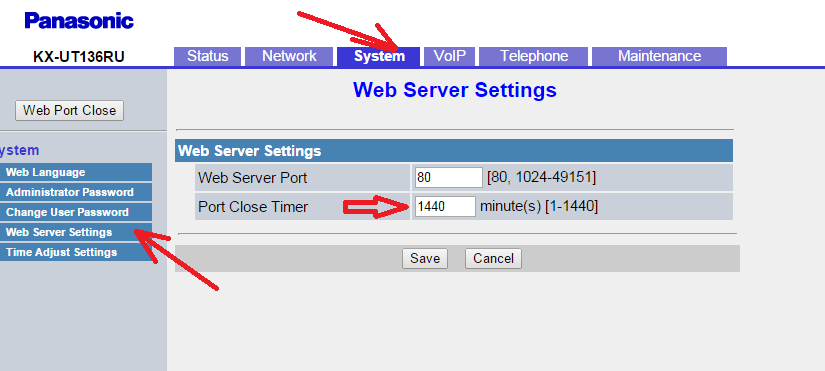 Panasonic
KX-UT136RU
Status Network System VoIP Telephone Maintenance
Web Port Close
ystem
Web Language
Administrator Password
Change User Password
Web Server Settings
Time Adjust Settings
Web Server Settings
Web Server Settings
Web Server Port 80 [80, 1024-49151]
Port Close Timer 1440 minute(s) [1-1440]
Save Cancel